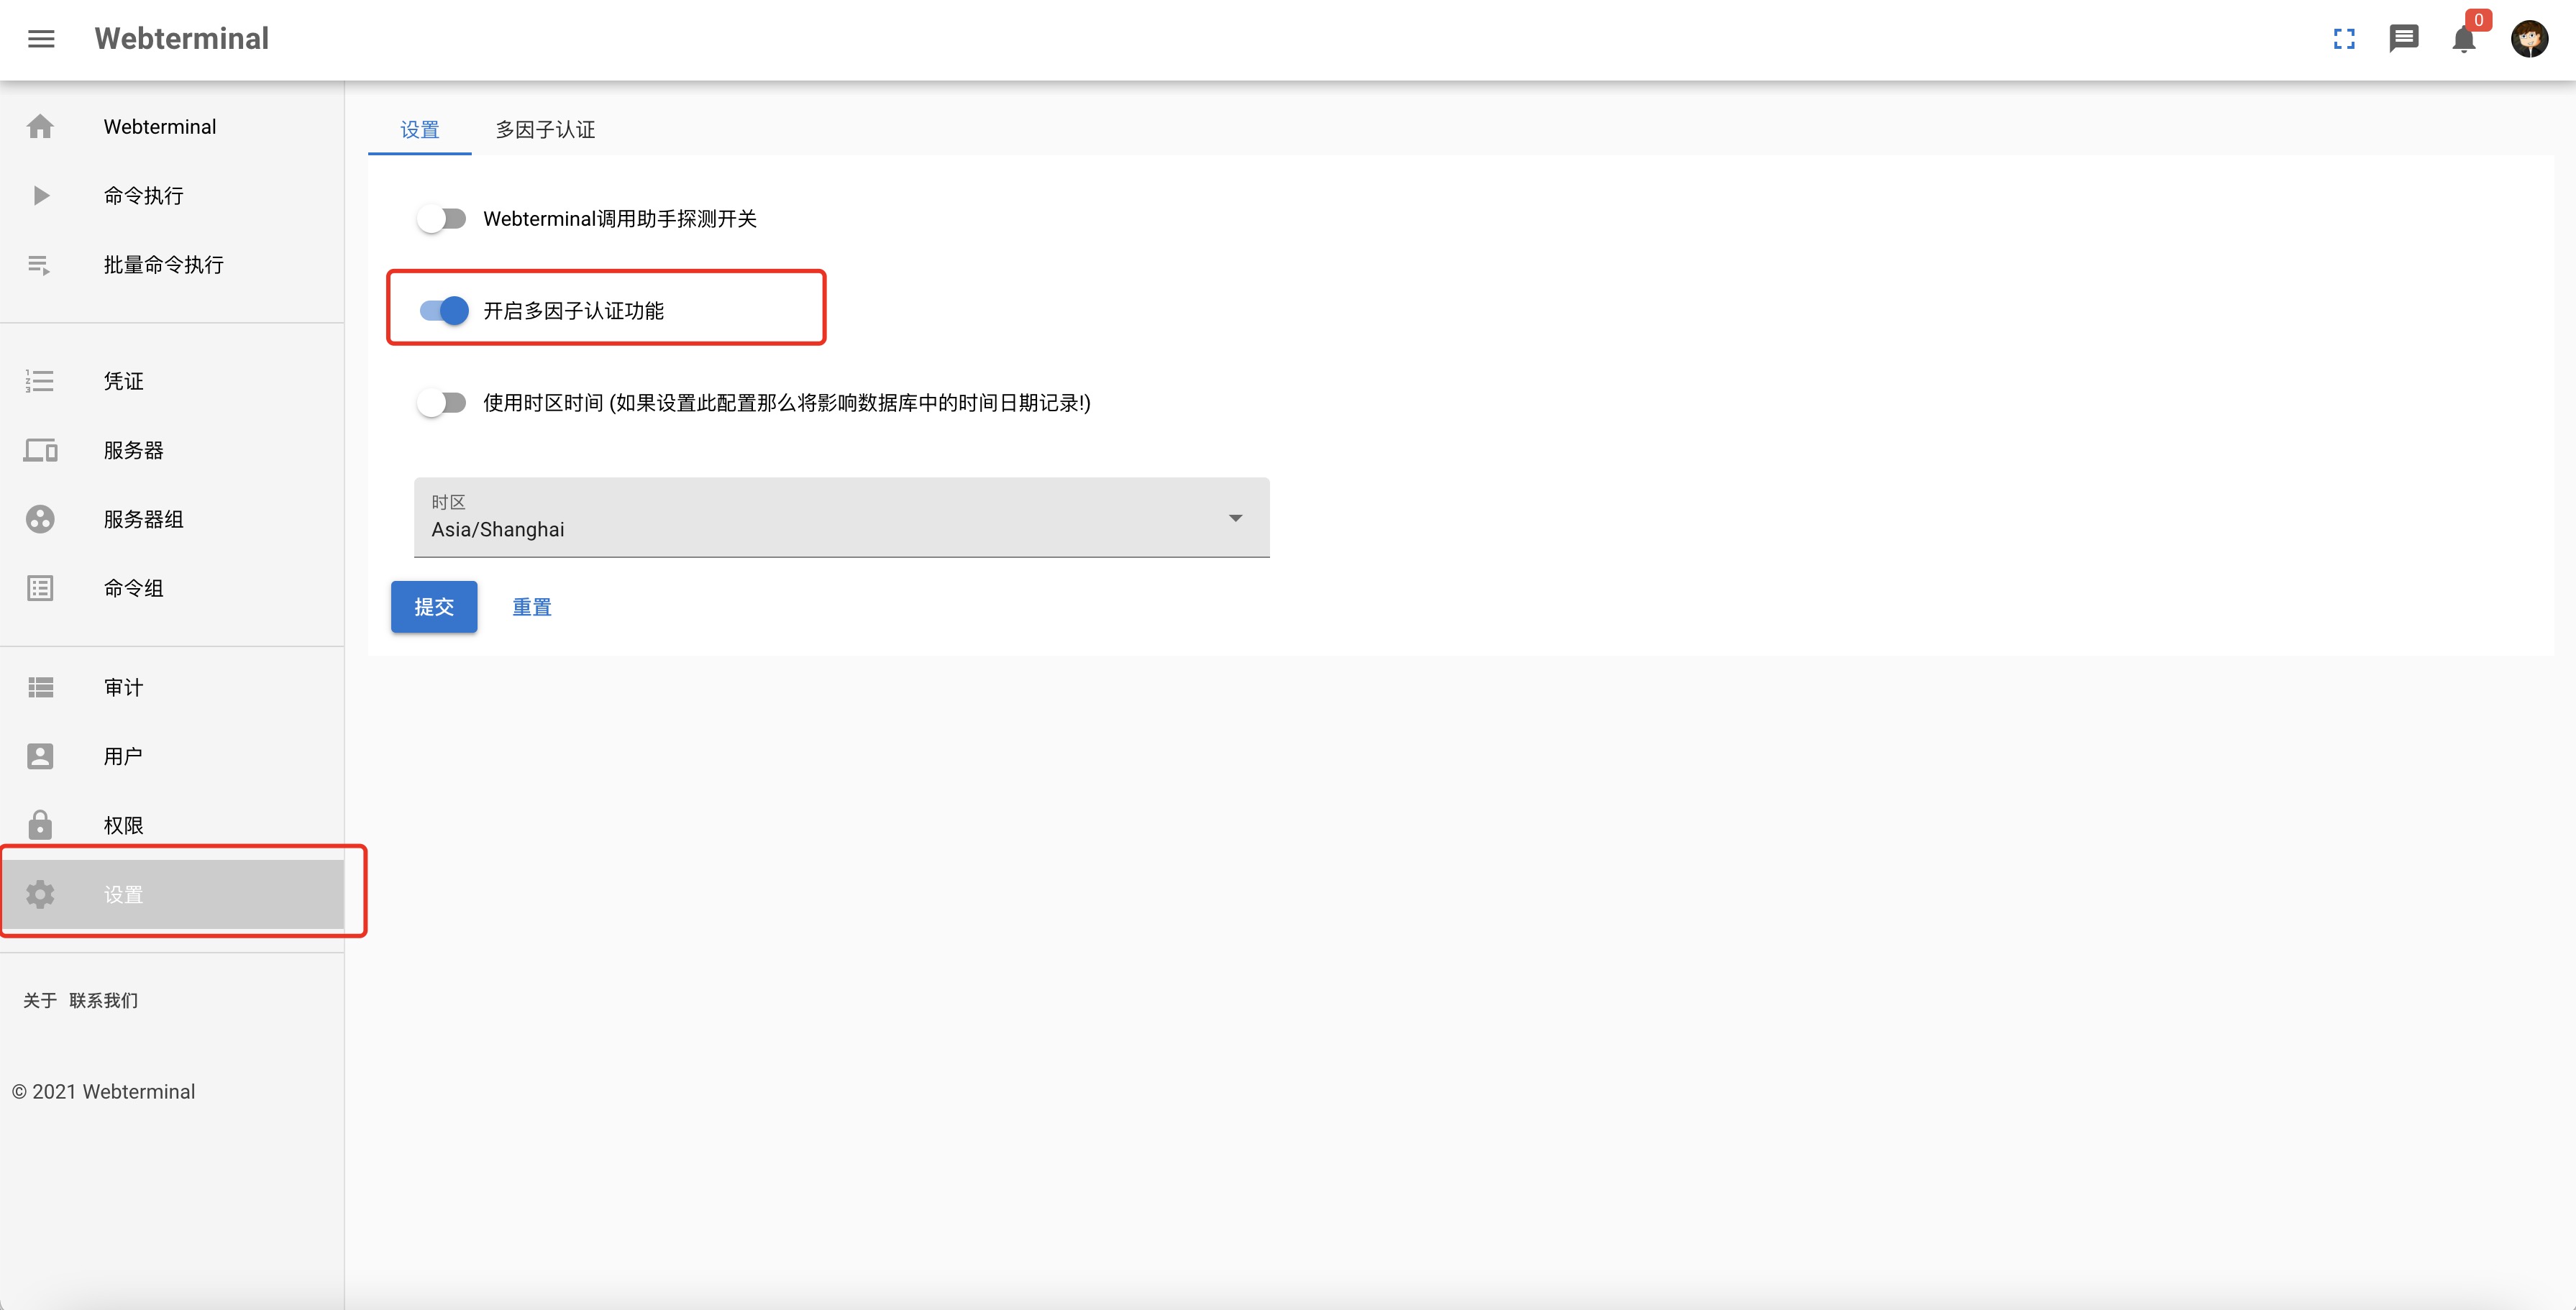 Webterminal
0
Webterminal
命令执行
批量命令执行
凭证
服务器
服务器组
命令组
审计
用户
权限
设置
关于 联系我们
© 2021 Webterminal
设置 多因子认证
Webterminal调用助手探测开关
开启多因子认证功能
使用时区时间 (如果设置此配置那么将影响数据库中的时间日期记录!)
时区
Asia/Shanghai
提交 重置